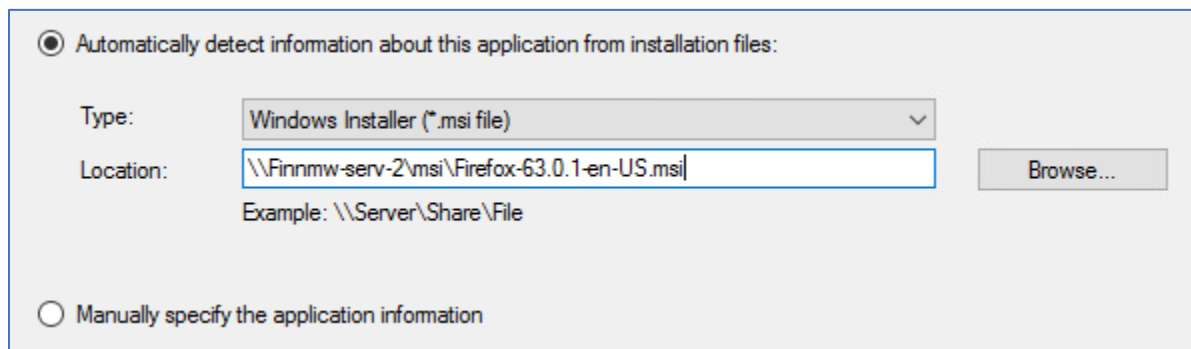 Automatically detect information about this application from installation files:
Type: Windows Installer (*.msi file)
Location: \\Finnmw-serv-2\msi\Firefox-63.0.1-en-US.msi Browse...
Example: \\Server\Share\File
Manually specify the application information